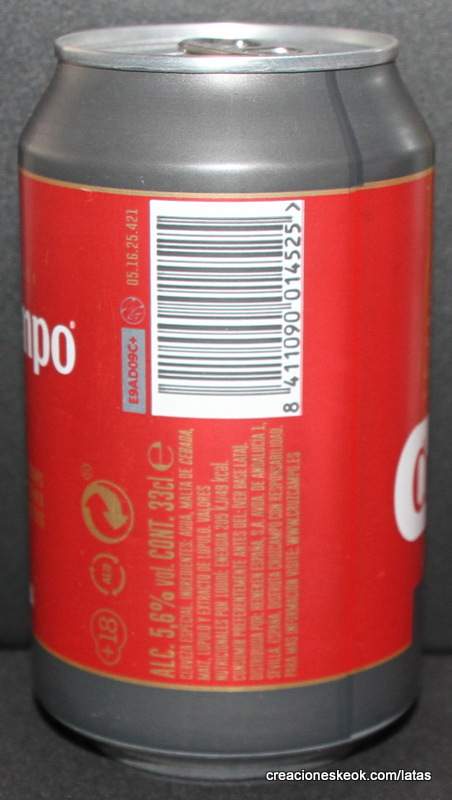 mpo®
E9AD09C+
05.16.25.421
8 411090 014525 >
+18
ALC. 5,6% vol. CONT. 33cl e
CERVEZA ESPECIAL. INGREDIENTES: AGUA, MALTA DE CEBADA,
MAÍZ, LÚPULO Y EXTRACTO DE LÚPULO. VALORES
NUTRICIONALES POR 100ml: ENERGÍA 205 kJ/49 kcal.
CONSUMIR PREFERENTEMENTE ANTES DEL: (VER BASE LATA).
DISTRIBUIDA POR: HEINEKEN ESPAÑA, S.A. AVDA. DE ANDALUCÍA 1,
SEVILLA, ESPAÑA. DISFRUTA CRUZCAMPO CON RESPONSABILIDAD.
PARA MÁS INFORMACIÓN VISITE: WWW.CRUZCAMPO.ES
creacioneskeok.com/latas